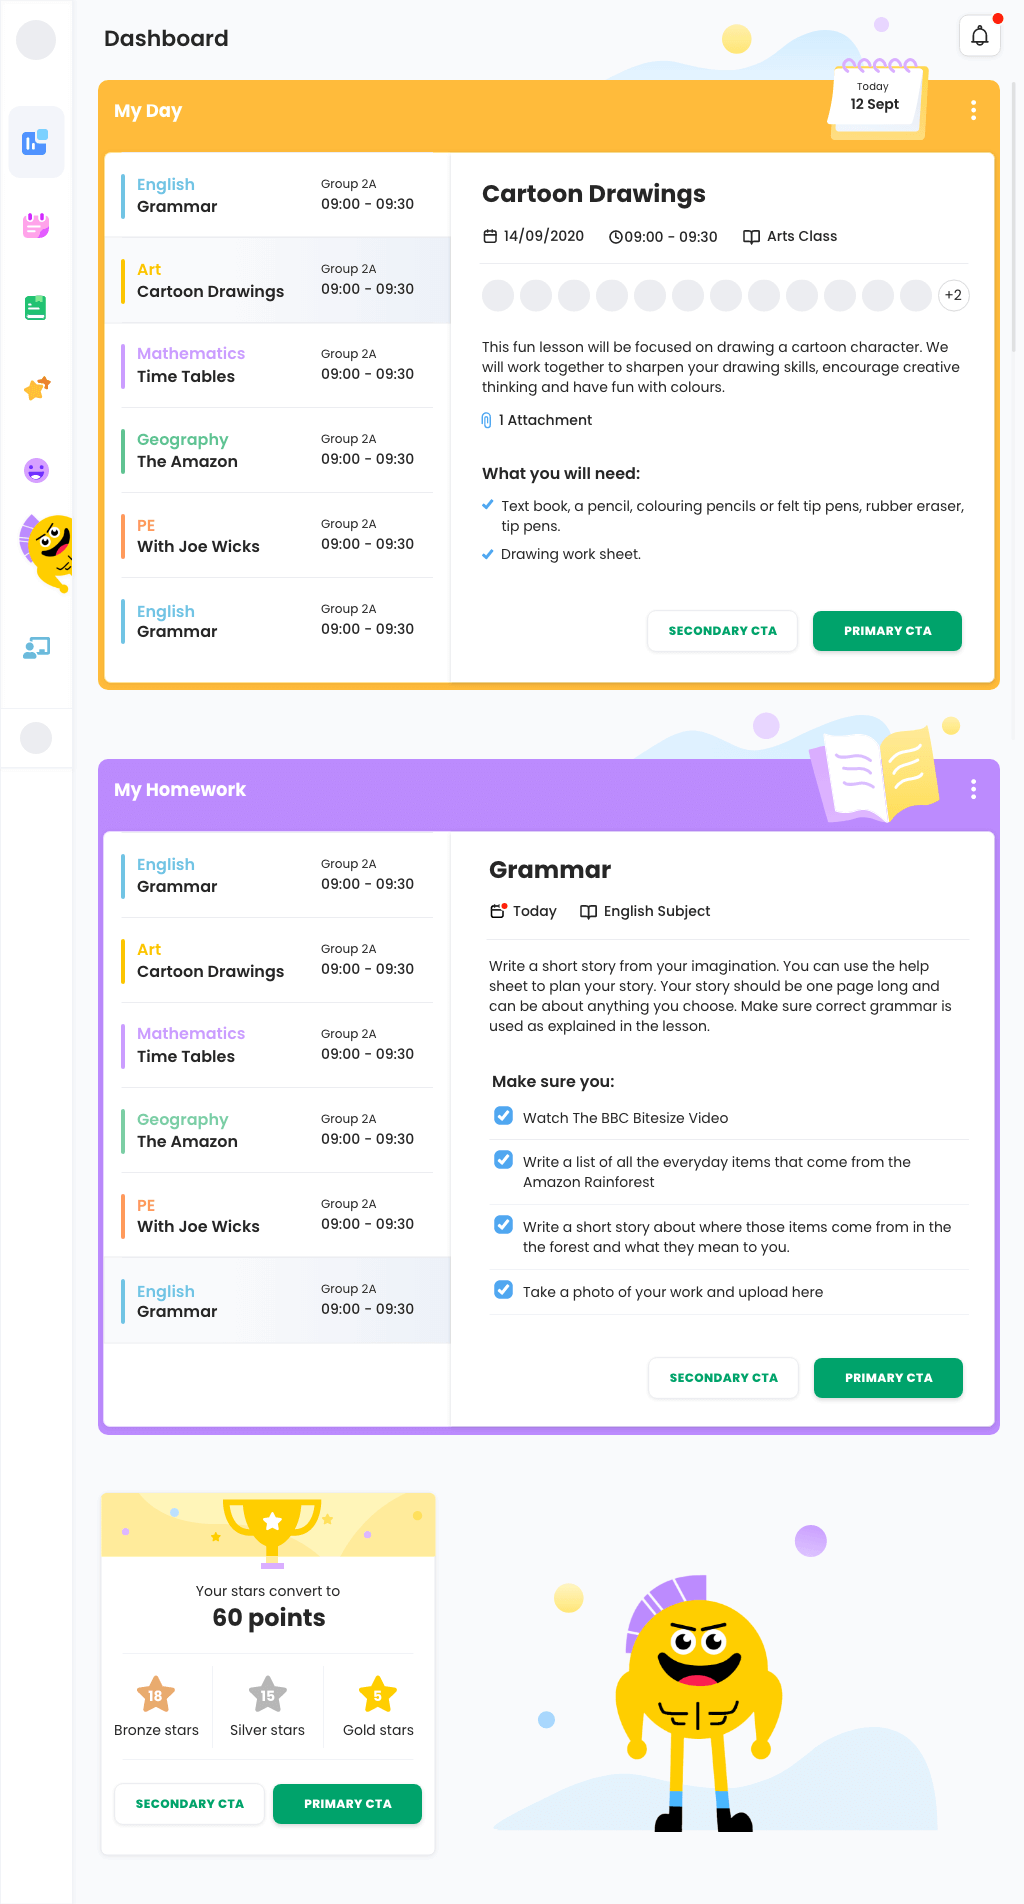 Dashboard
Today
12 Sept
My Day
English
Grammar
Group 2A
09:00 - 09:30
Art
Cartoon Drawings
Group 2A
09:00 - 09:30
Mathematics
Time Tables
Group 2A
09:00 - 09:30
Geography
The Amazon
Group 2A
09:00 - 09:30
PE
With Joe Wicks
Group 2A
09:00 - 09:30
English
Grammar
Group 2A
09:00 - 09:30
Cartoon Drawings
14/09/2020 09:00 - 09:30 Arts Class
+2
This fun lesson will be focused on drawing a cartoon character. We
will work together to sharpen your drawing skills, encourage creative
thinking and have fun with colours.
1 Attachment
What you will need:
Text book, a pencil, colouring pencils or felt tip pens, rubber eraser,
tip pens.
Drawing work sheet.
SECONDARY CTA PRIMARY CTA
My Homework
English
Grammar
Group 2A
09:00 - 09:30
Art
Cartoon Drawings
Group 2A
09:00 - 09:30
Mathematics
Time Tables
Group 2A
09:00 - 09:30
Geography
The Amazon
Group 2A
09:00 - 09:30
PE
With Joe Wicks
Group 2A
09:00 - 09:30
English
Grammar
Group 2A
09:00 - 09:30
Grammar
Today English Subject
Write a short story from your imagination. You can use the help
sheet to plan your story. Your story should be one page long and
can be about anything you choose. Make sure correct grammar is
used as explained in the lesson.
Make sure you:
Watch The BBC Bitesize Video
Write a list of all the everyday items that come from the
Amazon Rainforest
Write a short story about where those items come from in the
the forest and what they mean to you.
Take a photo of your work and upload here
SECONDARY CTA PRIMARY CTA
Your stars convert to
60 points
18 15 5
Bronze stars Silver stars Gold stars
SECONDARY CTA PRIMARY CTA